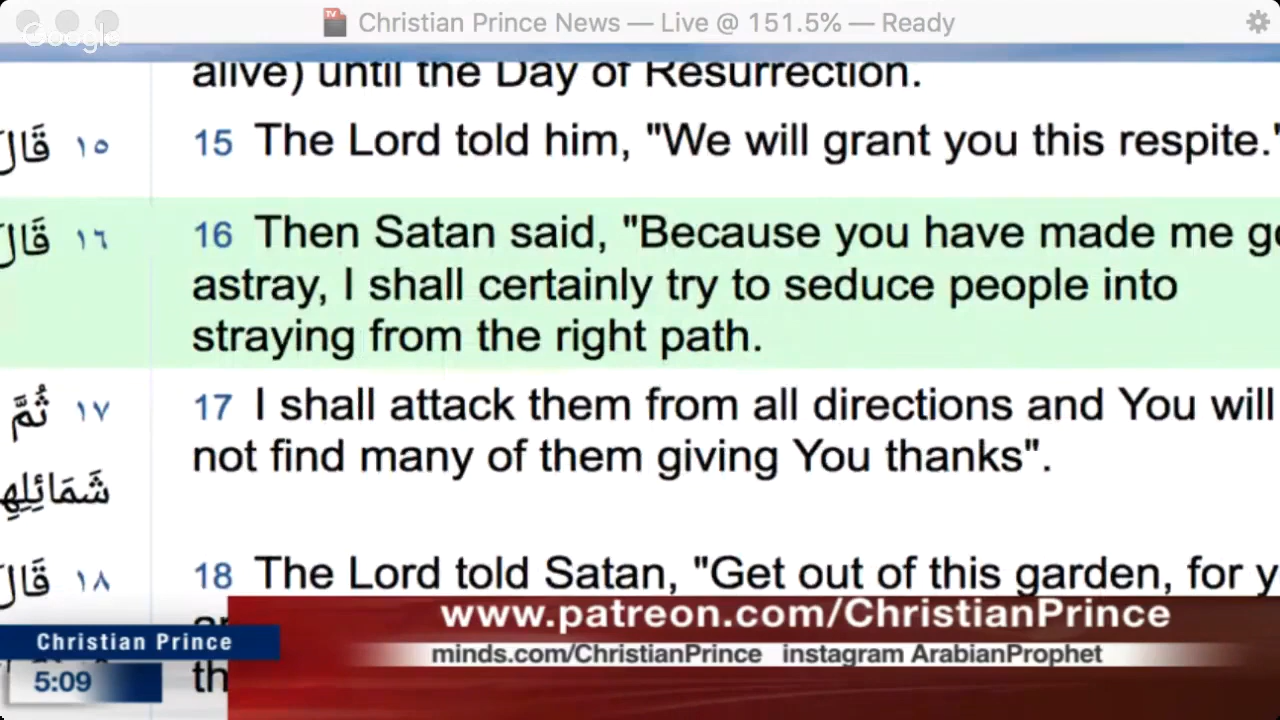 Google
Christian Prince News — Live @ 151.5% — Ready
alive) until the Day of Resurrection.
قَالَ ١٥ 15 The Lord told him, "We will grant you this respite."
قَالَ ١٦ 16 Then Satan said, "Because you have made me go
astray, I shall certainly try to seduce people into
straying from the right path.
ثُمَّ ١٧ 17 I shall attack them from all directions and You will
not find many of them giving You thanks".
شَمَائِلِهِ
قَالَ ١٨ 18 The Lord told Satan, "Get out of this garden, for y
www.patreon.com/ChristianPrince
Christian Prince
minds.com/ChristianPrince instagram ArabianProphet
5:09
th